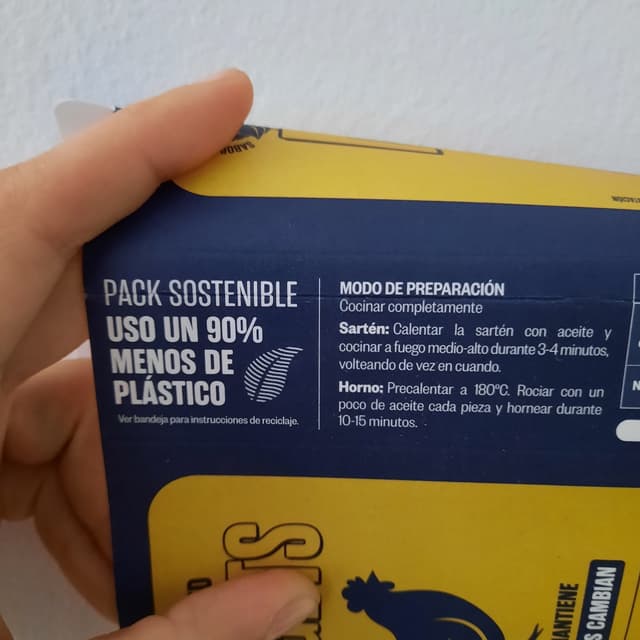 PACK SOSTENIBLE
USO UN 90%
MENOS DE
PLÁSTICO
Ver bandeja para instrucciones de reciclaje.
MODO DE PREPARACIÓN
Cocinar completamente
Sartén: Calentar la sartén con aceite y
cocinar a fuego medio-alto durante 3-4 minutos,
volteando de vez en cuando.
Horno: Precalentar a 180°C. Rociar con un
poco de aceite cada pieza y hornear durante
10-15 minutos.
MANTIENE
CAMBIAN